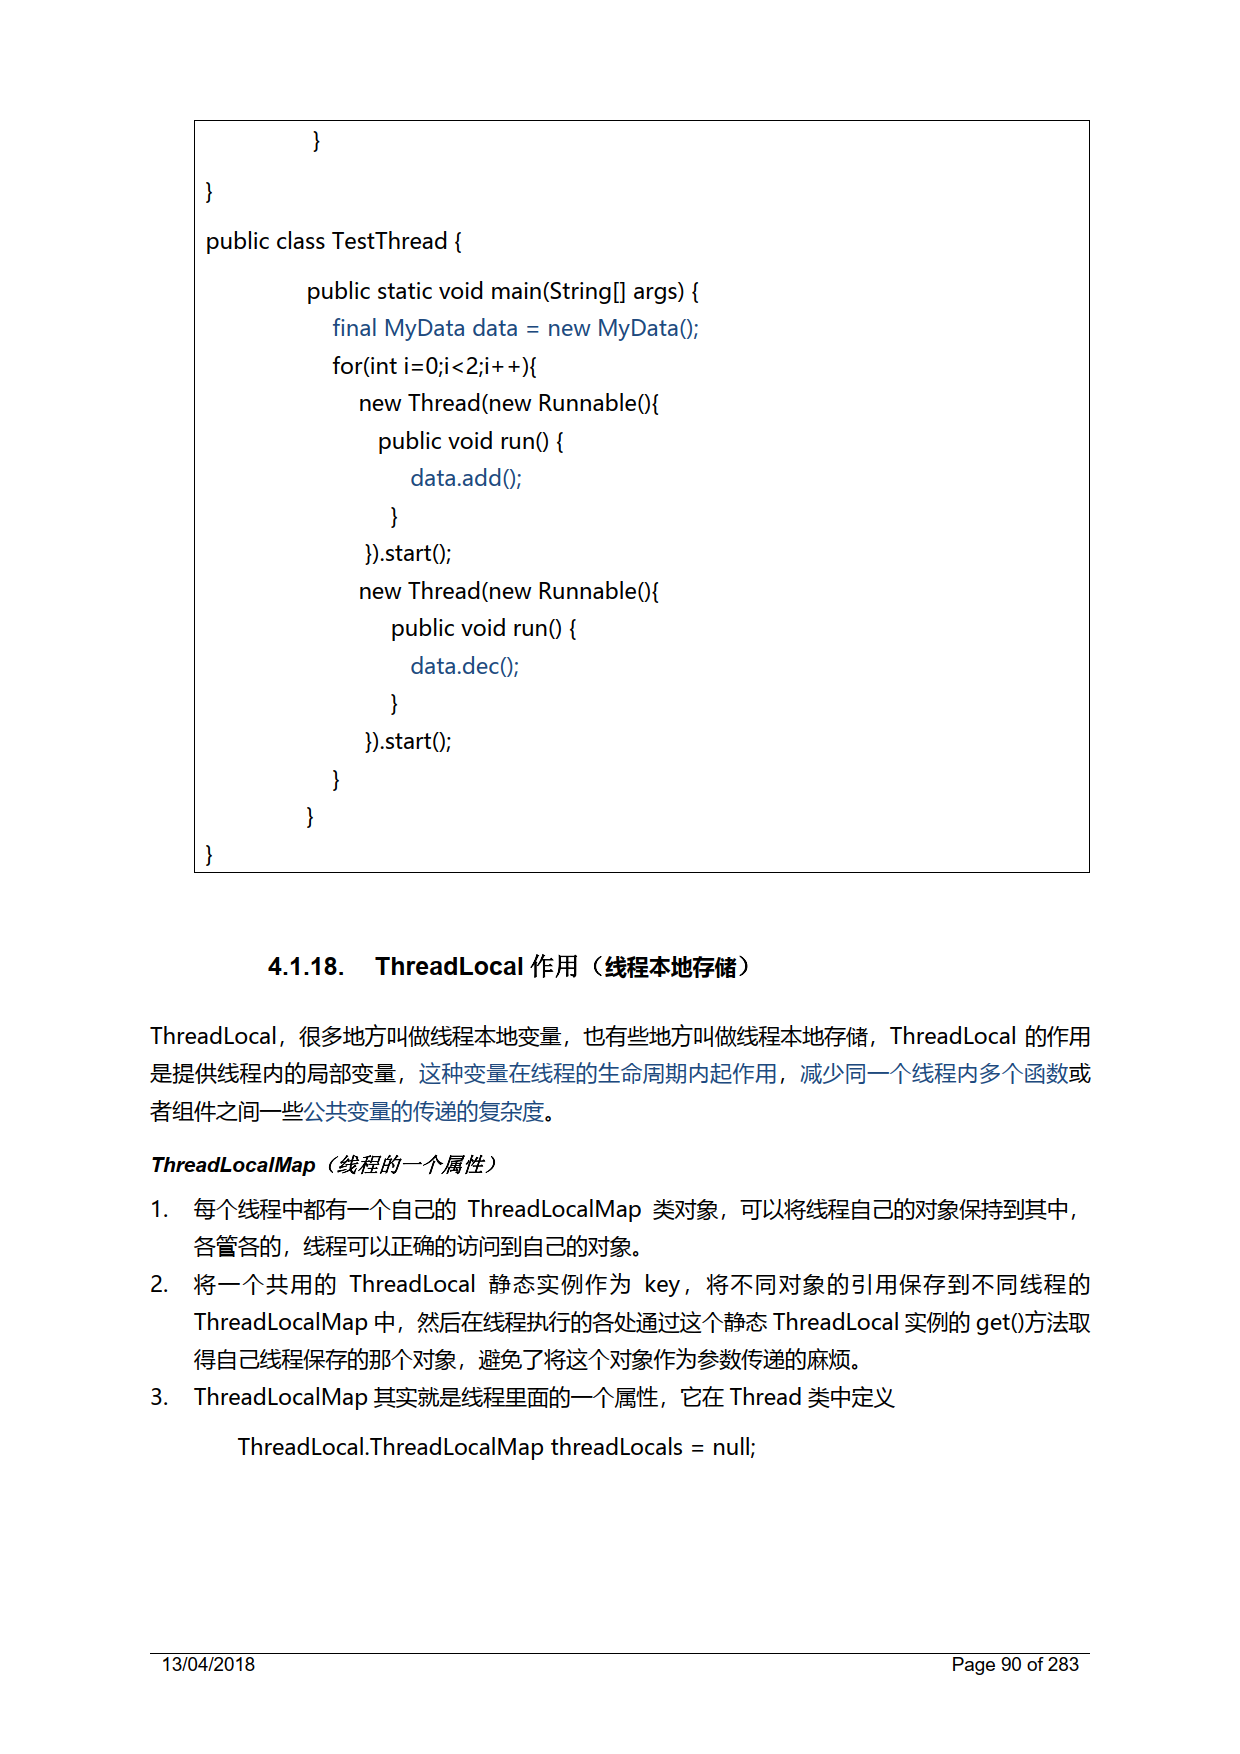 }
}
public class TestThread {
public static void main(String[] args) {
final MyData data = new MyData();
for(int i=0;i<2;i++){
new Thread(new Runnable(){
public void run() {
data.add();
}
}).start();
new Thread(new Runnable(){
public void run() {
data.dec();
}
}).start();
}
}
}
4.1.18. ThreadLocal 作用（线程本地存储）
ThreadLocal，很多地方叫做线程本地变量，也有些地方叫做线程本地存储，ThreadLocal 的作用
是提供线程内的局部变量，这种变量在线程的生命周期内起作用，减少同一个线程内多个函数或
者组件之间一些公共变量的传递的复杂度。
ThreadLocalMap（线程的一个属性）
1. 每个线程中都有一个自己的 ThreadLocalMap 类对象，可以将线程自己的对象保持到其中，
各管各的，线程可以正确的访问到自己的对象。
2. 将一个共用的 ThreadLocal 静态实例作为 key，将不同对象的引用保存到不同线程的
ThreadLocalMap 中，然后在线程执行的各处通过这个静态 ThreadLocal 实例的 get()方法取
得自己线程保存的那个对象，避免了将这个对象作为参数传递的麻烦。
3. ThreadLocalMap 其实就是线程里面的一个属性，它在 Thread 类中定义
ThreadLocal.ThreadLocalMap threadLocals = null;
13/04/2018 Page 90 of 283